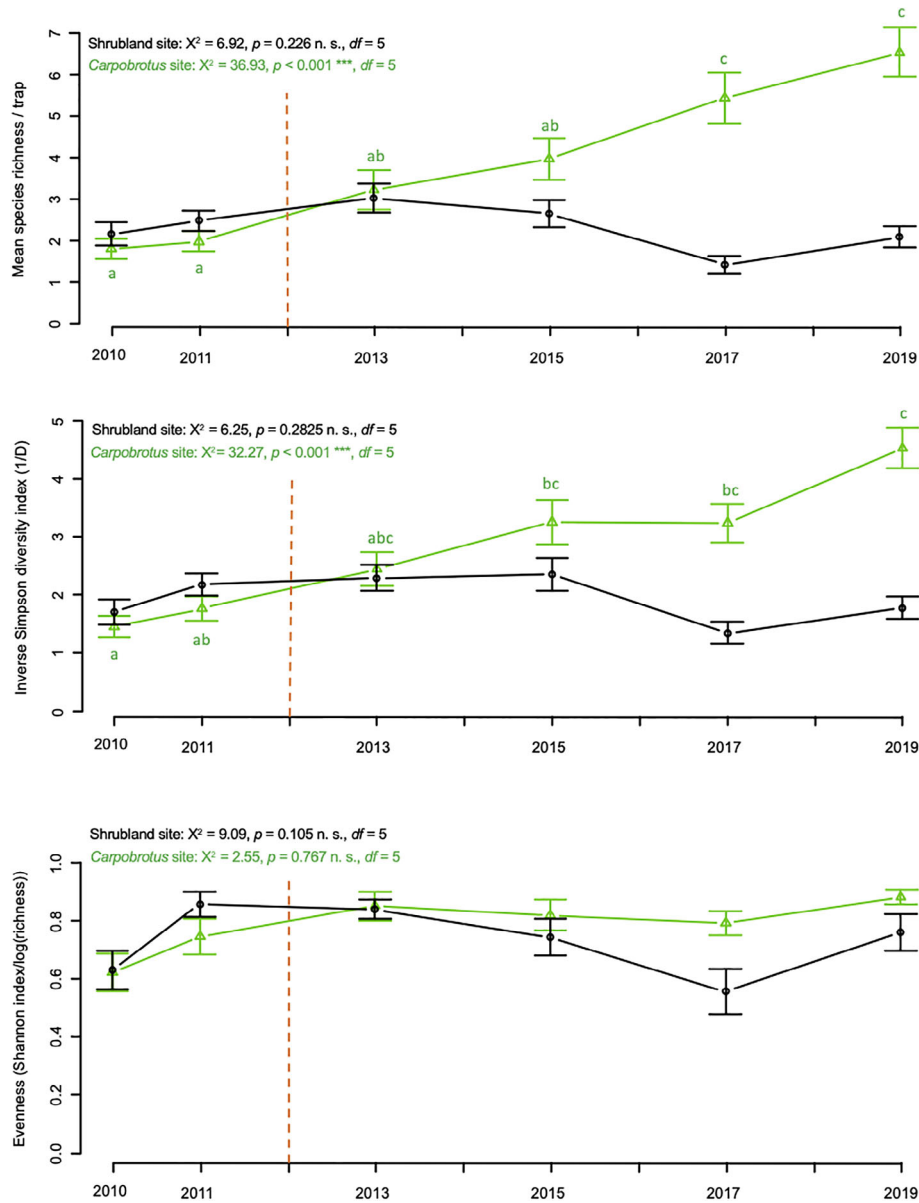 Shrubland site: X² = 6.92, p = 0.226 n. s., df = 5
Carpobrotus site: X² = 36.93, p < 0.001 ***, df = 5
Mean species richness / trap
7
6
5
4
3
2
1
0
a
a
ab
ab
c
c
2010
2011
2013
2015
2017
2019
Shrubland site: X² = 6.25, p = 0.2825 n. s., df = 5
Carpobrotus site: X² = 32.27, p < 0.001 ***, df = 5
Inverse Simpson diversity index (1/D)
5
4
3
2
1
0
a
ab
abc
bc
bc
c
2010
2011
2013
2015
2017
2019
Shrubland site: X² = 9.09, p = 0.105 n. s., df = 5
Carpobrotus site: X² = 2.55, p = 0.767 n. s., df = 5
Evenness (Shannon index/log(richness))
1.0
0.8
0.6
0.4
0.2
0.0
2010
2011
2013
2015
2017
2019